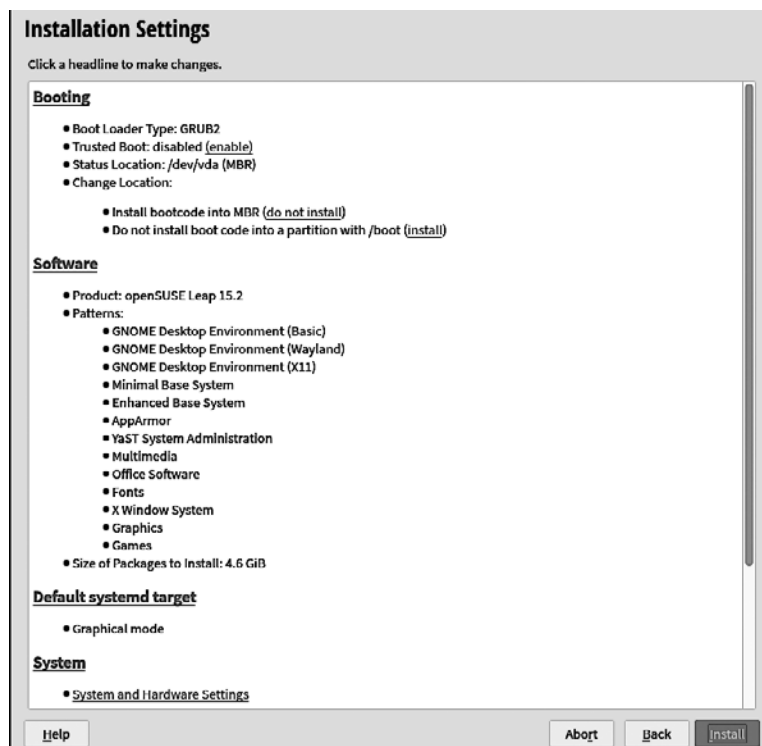 Installation Settings
Click a headline to make changes.
Booting
Boot Loader Type: GRUB2
Trusted Boot: disabled (enable)
Status Location: /dev/vda (MBR)
Change Location:
Install bootcode into MBR (do not install)
Do not install boot code into a partition with /boot (install)
Software
Product: openSUSE Leap 15.2
Patterns:
GNOME Desktop Environment (Basic)
GNOME Desktop Environment (Wayland)
GNOME Desktop Environment (X11)
Minimal Base System
Enhanced Base System
AppArmor
YaST System Administration
Multimedia
Office Software
Fonts
X Window System
Graphics
Games
Size of Packages to Install: 4.6 GiB
Default systemd target
Graphical mode
System
System and Hardware Settings
Help Abort Back Install